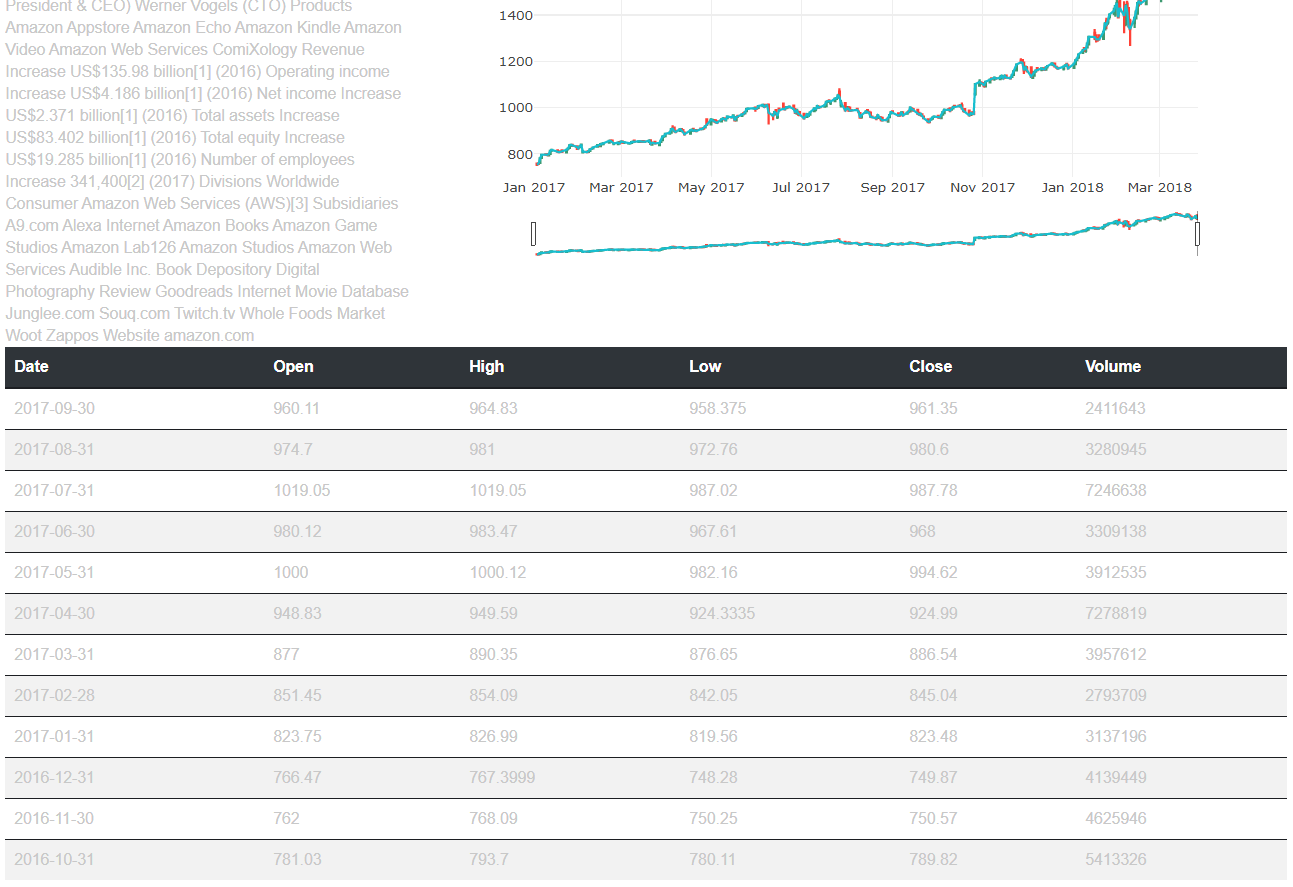 President & CEO) Werner Vogels (CTO) Products
Amazon Appstore Amazon Echo Amazon Kindle Amazon
Video Amazon Web Services ComiXology Revenue
Increase US$135.98 billion[1] (2016) Operating income
Increase US$4.186 billion[1] (2016) Net income Increase
US$2.371 billion[1] (2016) Total assets Increase
US$83.402 billion[1] (2016) Total equity Increase
US$19.285 billion[1] (2016) Number of employees
Increase 341,400[2] (2017) Divisions Worldwide
Consumer Amazon Web Services (AWS)[3] Subsidiaries
A9.com Alexa Internet Amazon Books Amazon Game
Studios Amazon Lab126 Amazon Studios Amazon Web
Services Audible Inc. Book Depository Digital
Photography Review Goodreads Internet Movie Database
Junglee.com Souq.com Twitch.tv Whole Foods Market
Woot Zappos Website amazon.com
1400
1200
1000
800
Jan 2017 Mar 2017 May 2017 Jul 2017 Sep 2017 Nov 2017 Jan 2018 Mar 2018
Date Open High Low Close Volume
2017-09-30 960.11 964.83 958.375 961.35 2411643
2017-08-31 974.7 981 972.76 980.6 3280945
2017-07-31 1019.05 1019.05 987.02 987.78 7246638
2017-06-30 980.12 983.47 967.61 968 3309138
2017-05-31 1000 1000.12 982.16 994.62 3912535
2017-04-30 948.83 949.59 924.3335 924.99 7278819
2017-03-31 877 890.35 876.65 886.54 3957612
2017-02-28 851.45 854.09 842.05 845.04 2793709
2017-01-31 823.75 826.99 819.56 823.48 3137196
2016-12-31 766.47 767.3999 748.28 749.87 4139449
2016-11-30 762 768.09 750.25 750.57 4625946
2016-10-31 781.03 793.7 780.11 789.82 5413326